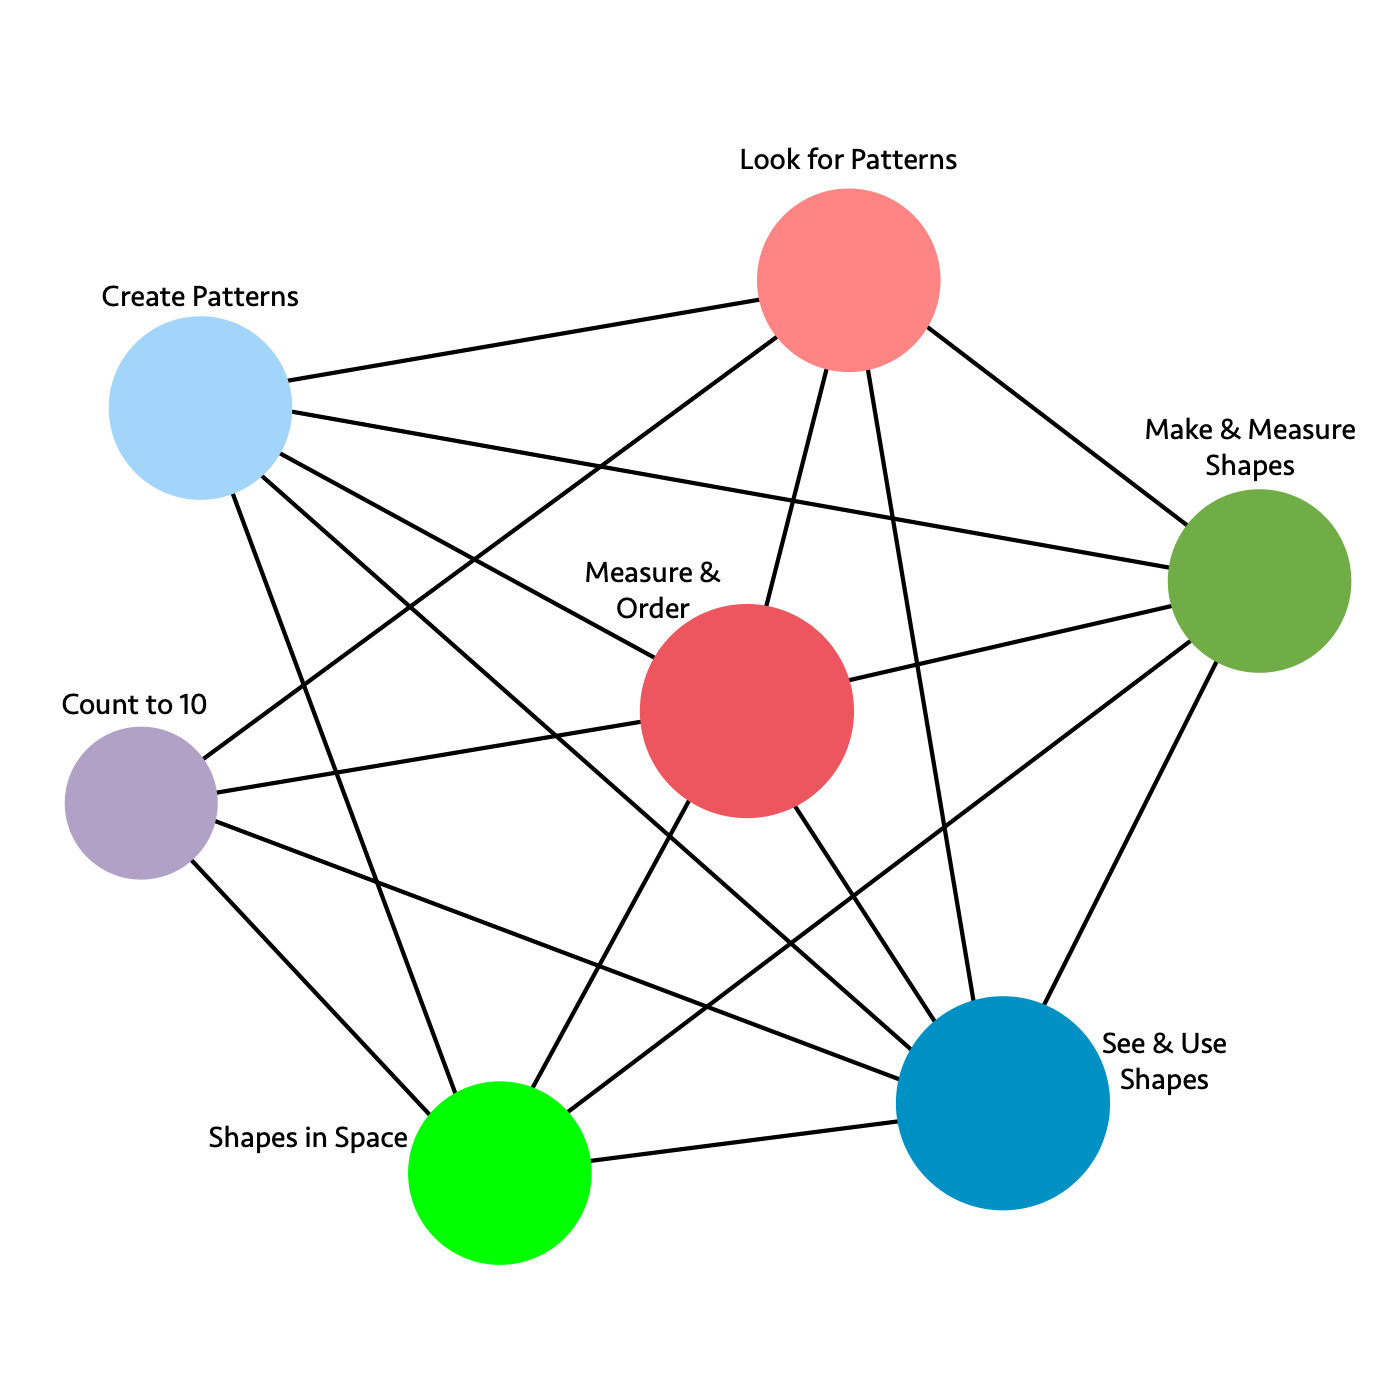 Look for Patterns
Create Patterns
Make & Measure
Shapes
Measure &
Order
Count to 10
See & Use
Shapes
Shapes in Space